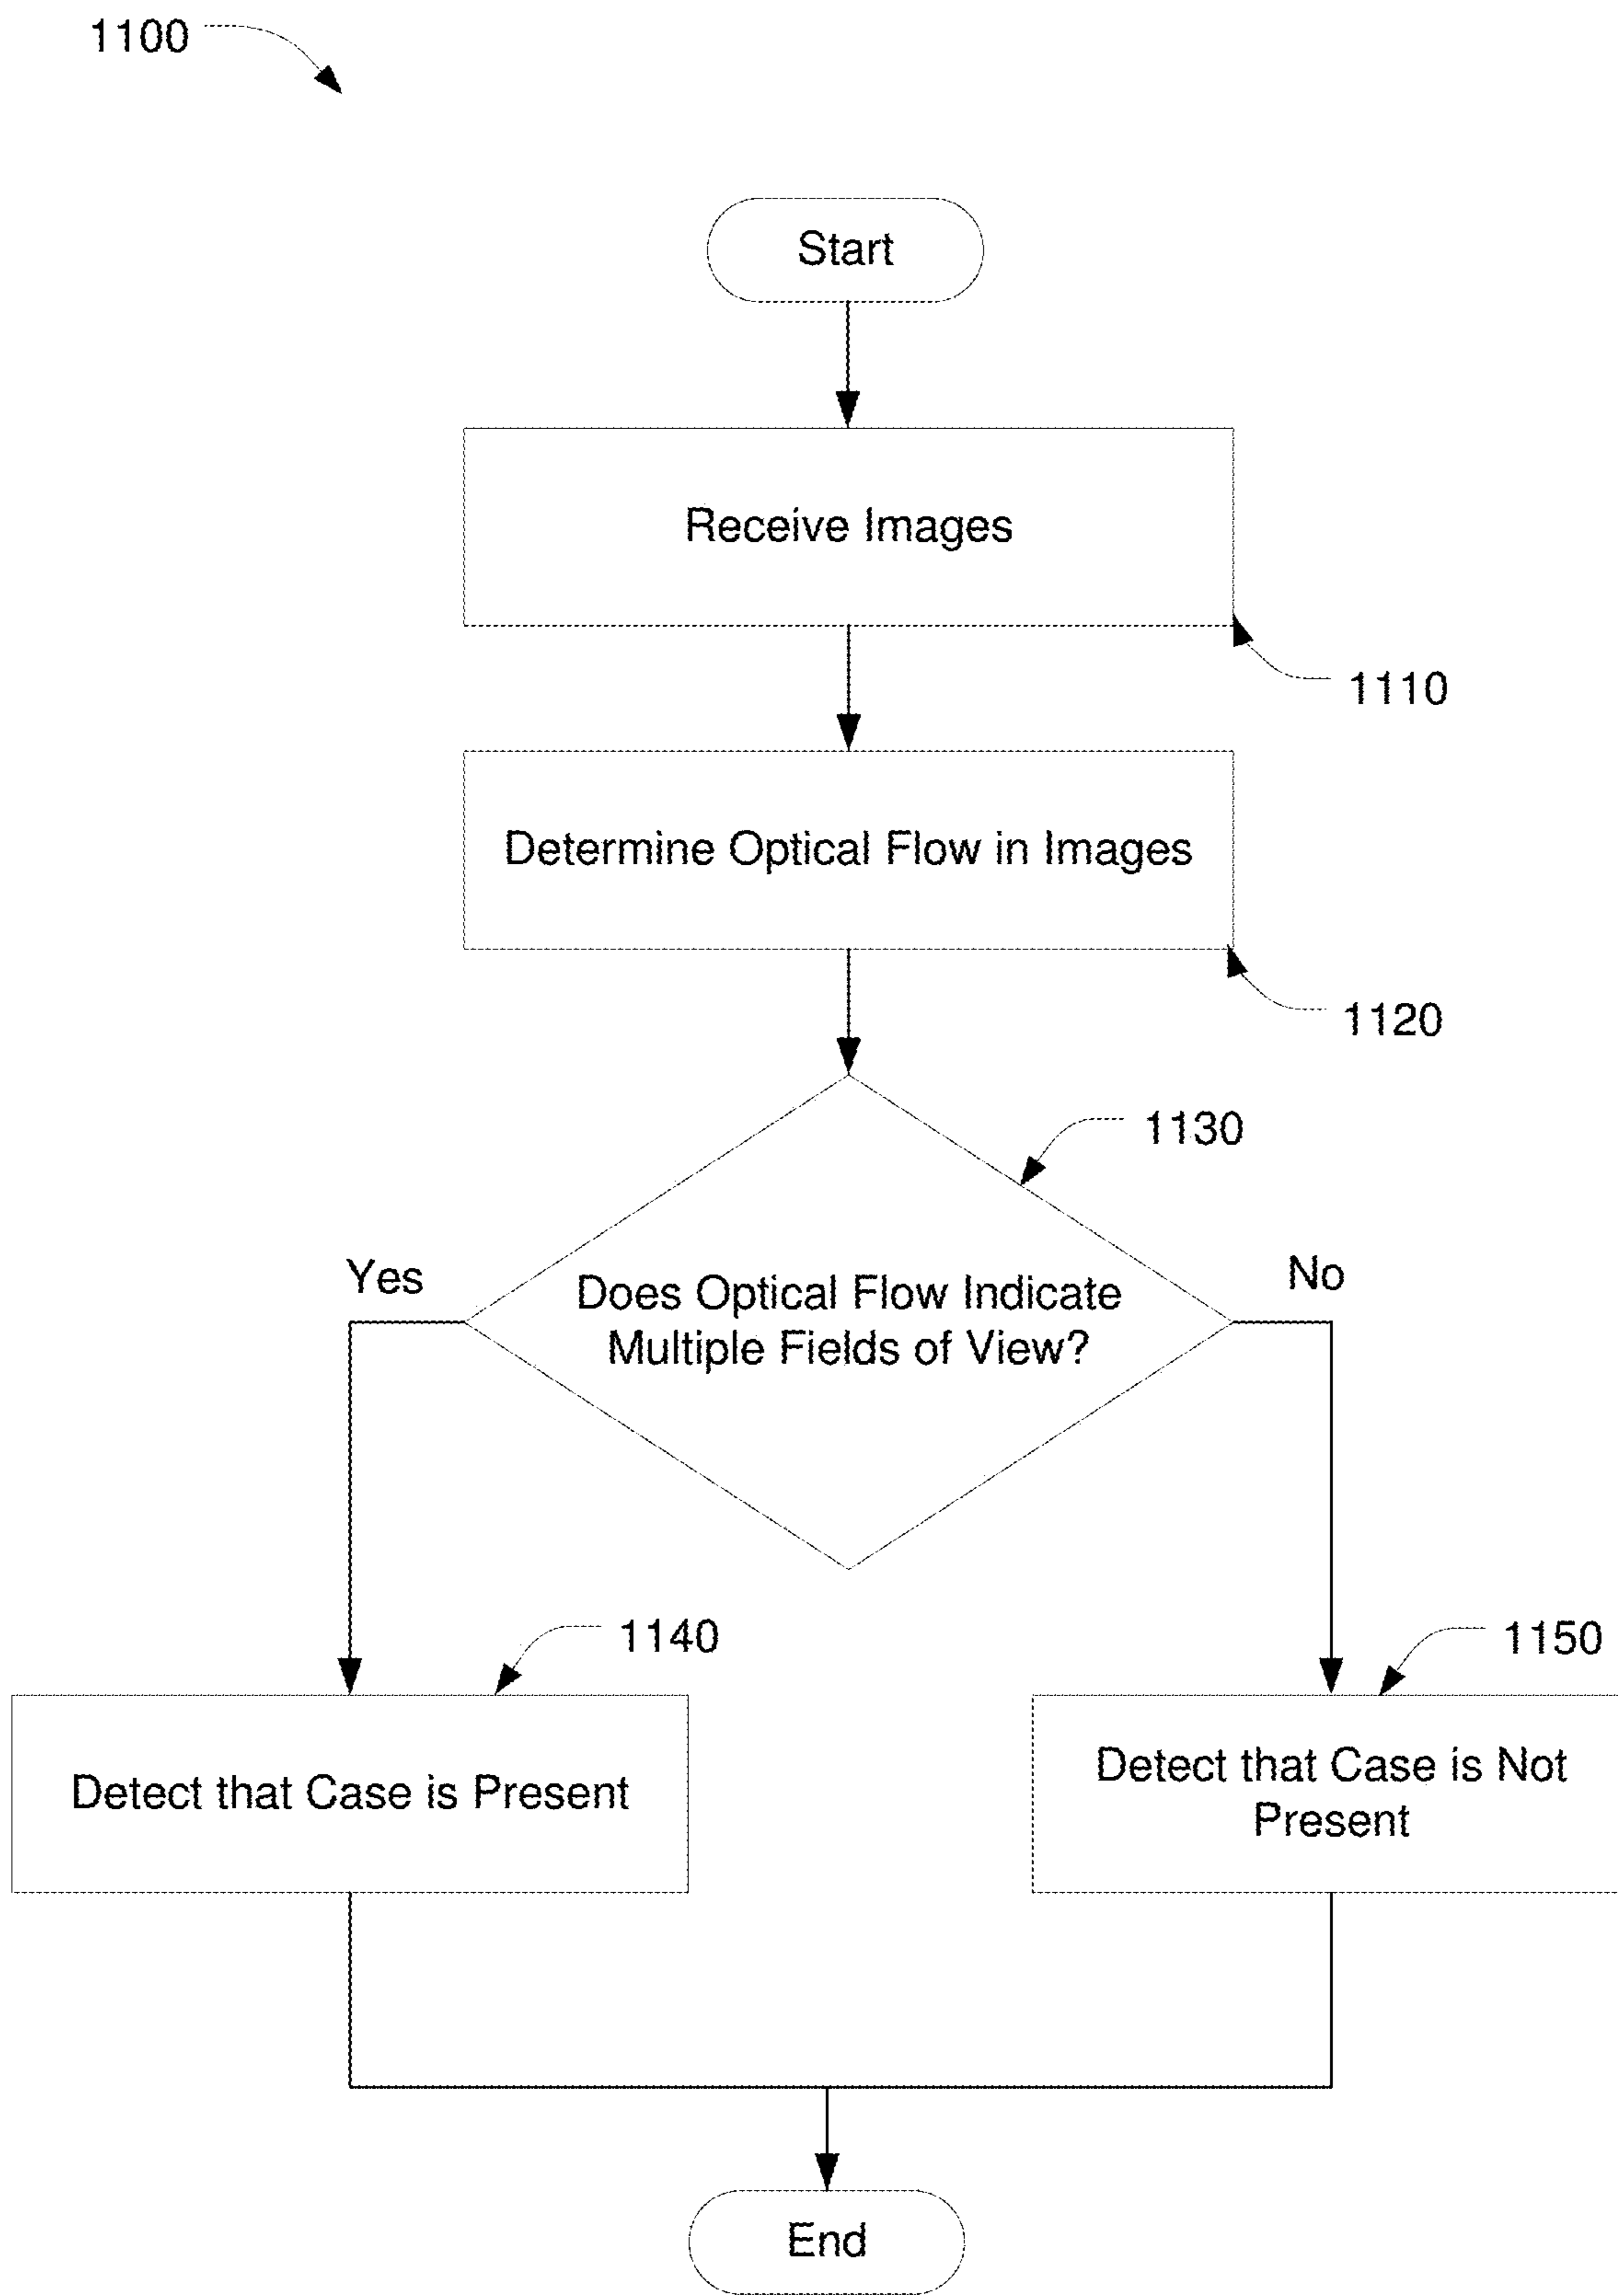 1100
Start
Receive Images
1110
Determine Optical Flow in Images
1120
1130
Yes
No
Does Optical Flow Indicate
Multiple Fields of View?
1140
1150
Detect that Case is Present
Detect that Case is Not
Present
End